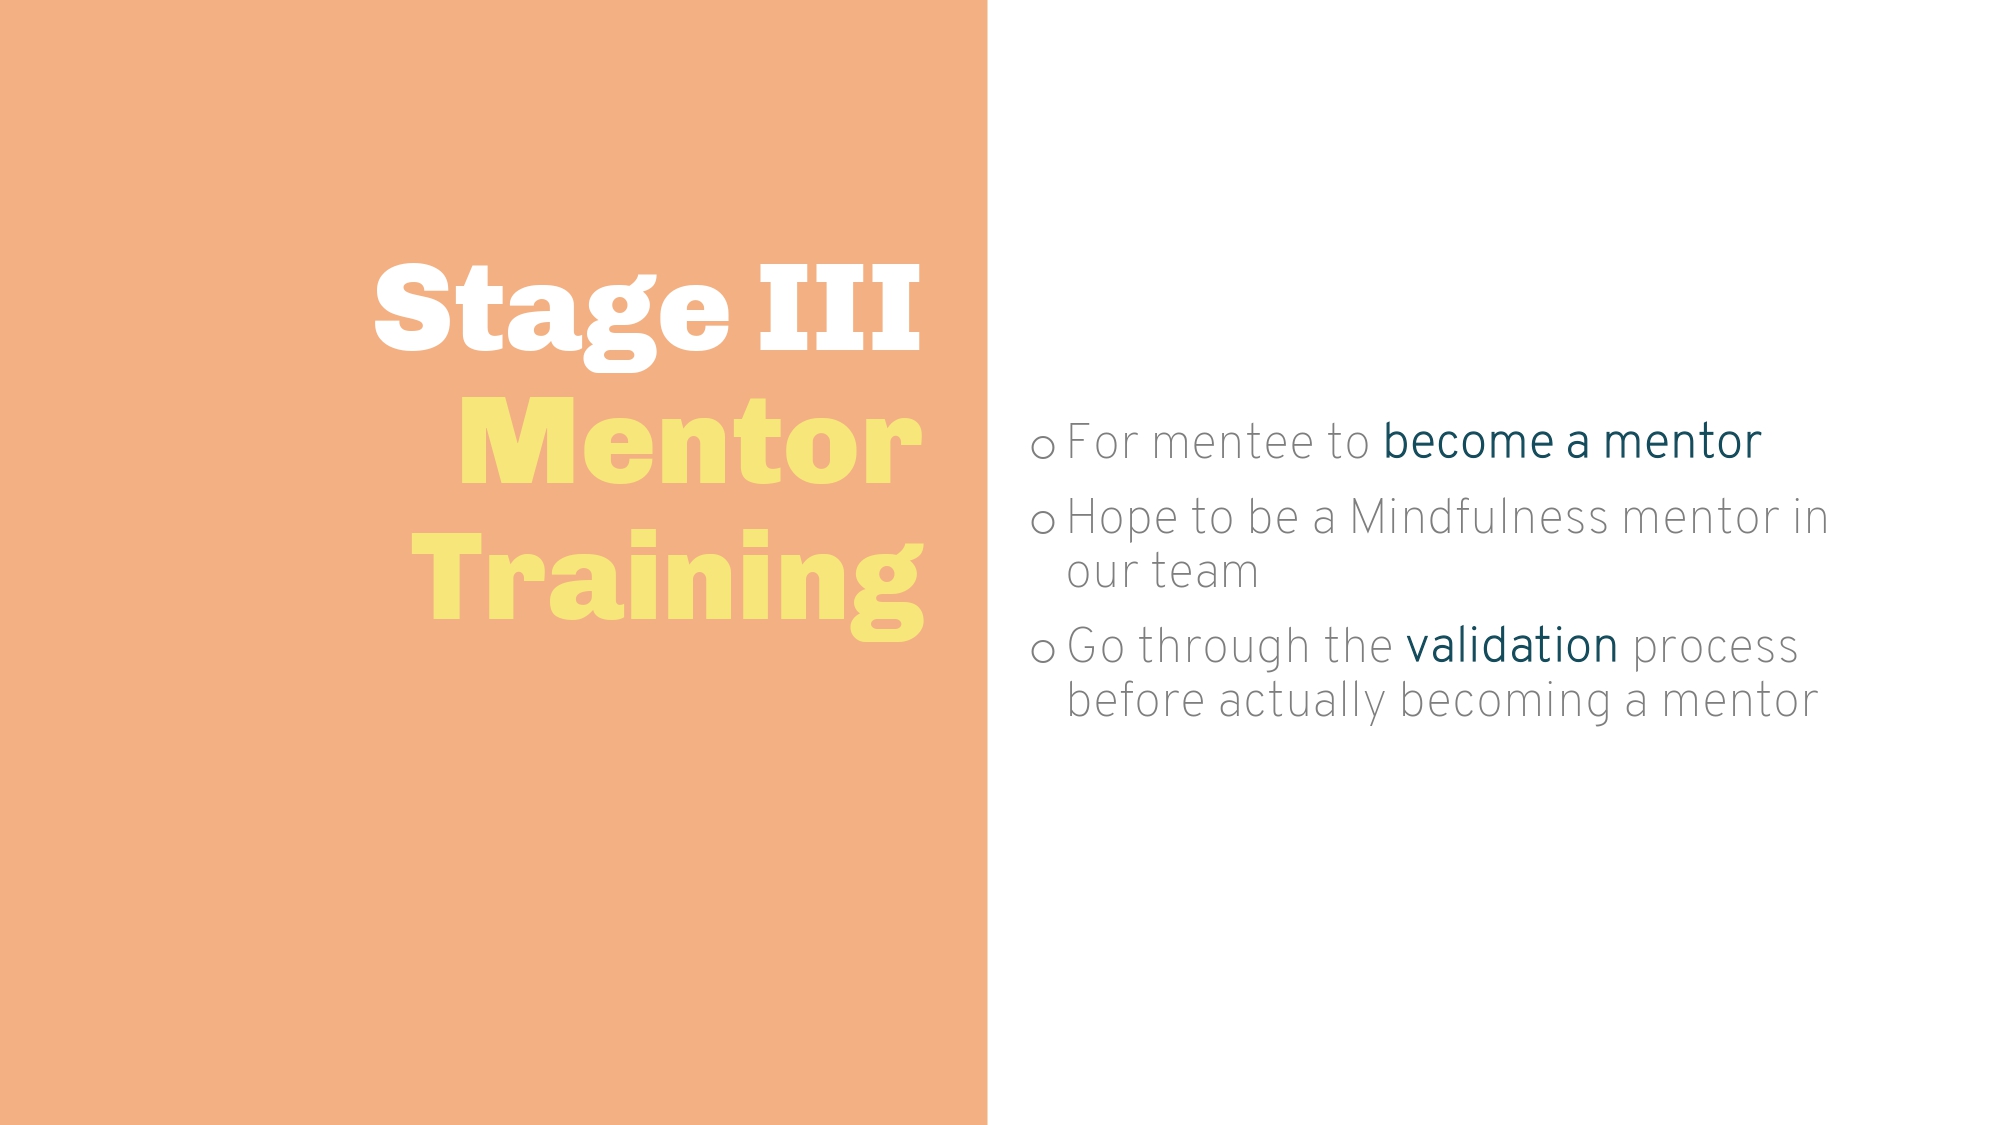 Stage III
Mentor
Training
For mentee to become a mentor
Hope to be a Mindfulness mentor in
our team
Go through the validation process
before actually becoming a mentor